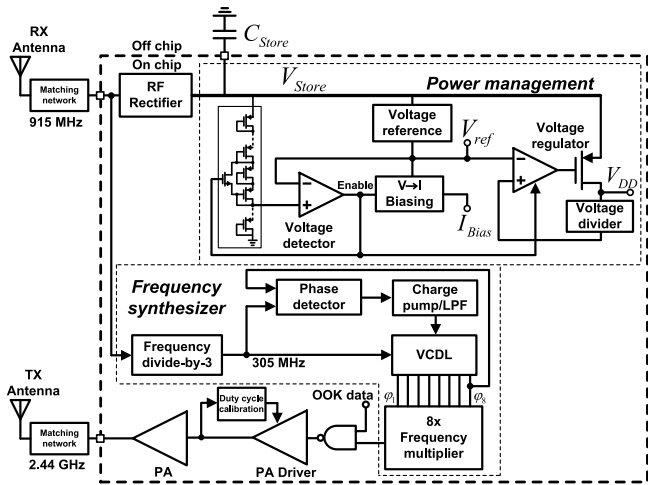 RX
Antenna
Matching
network
915 MHz
Off chip
On chip
C_Store
RF
Rectifier
V_Store
Power management
Voltage
reference
V_ref
Voltage
regulator
V_DD
Voltage
divider
−
+
Enable
V→I
Biasing
I_Bias
Voltage
detector
−
+
Frequency
synthesizer
Phase
detector
Charge
pump/LPF
Frequency
divide-by-3
305 MHz
VCDL
φ1
φ8
8x
Frequency
multiplier
TX
Antenna
Matching
network
2.44 GHz
PA
Duty cycle
calibration
PA Driver
OOK data